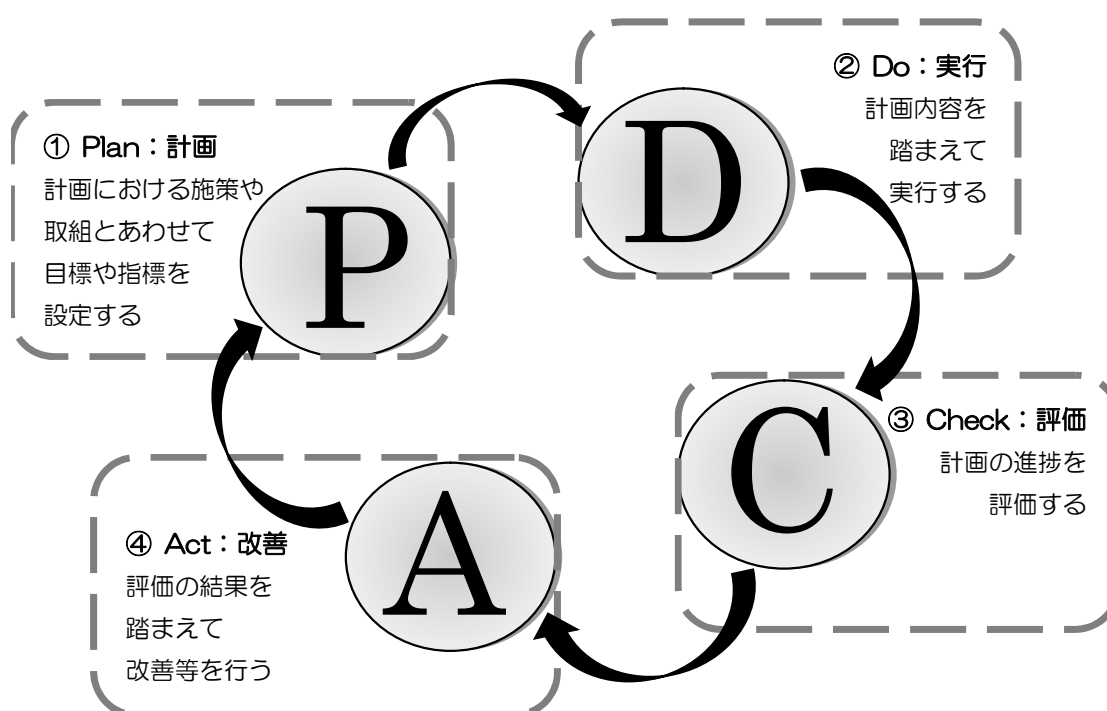 ① Plan：計画
計画における施策や
取組とあわせて
目標や指標を
設定する
P
② Do：実行
計画内容を
踏まえて
実行する
D
③ Check：評価
計画の進捗を
評価する
C
④ Act：改善
評価の結果を
踏まえて
改善等を行う
A